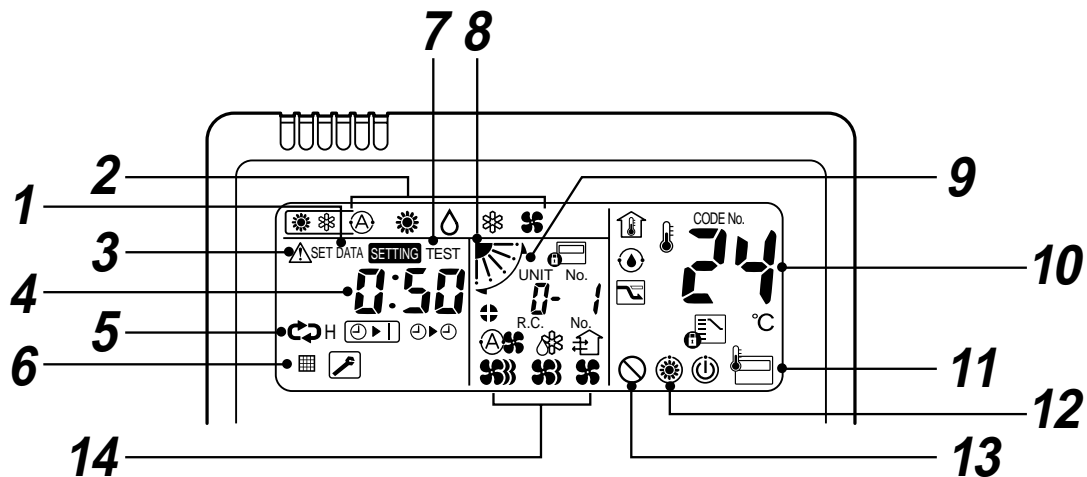 7 8
2
1
9
A
CODE No.
3
SET DATA SETTING TEST
24
10
UNIT No.
4
0:50
0- 1
R.C. No.
°C
5
H
A
6
11
12
14
13